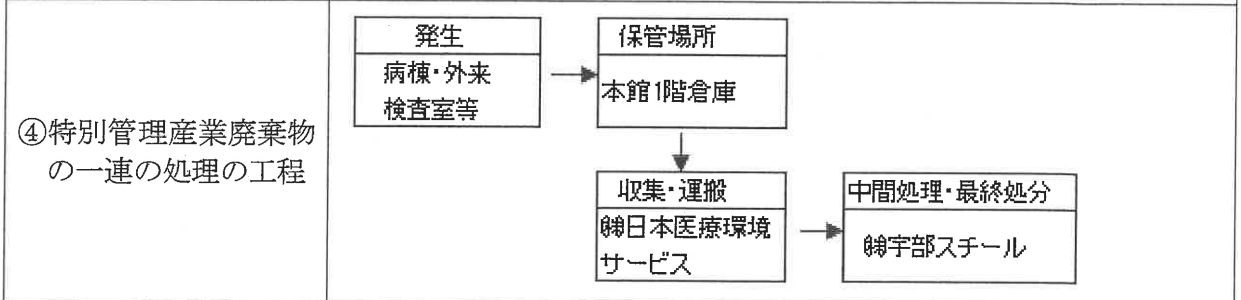 ④特別管理産業廃棄物
の一連の処理の工程
発生
病棟・外来
検査室等
保管場所
本館1階倉庫
収集・運搬
㈱日本医療環境
サービス
中間処理・最終処分
㈱宇部スチール